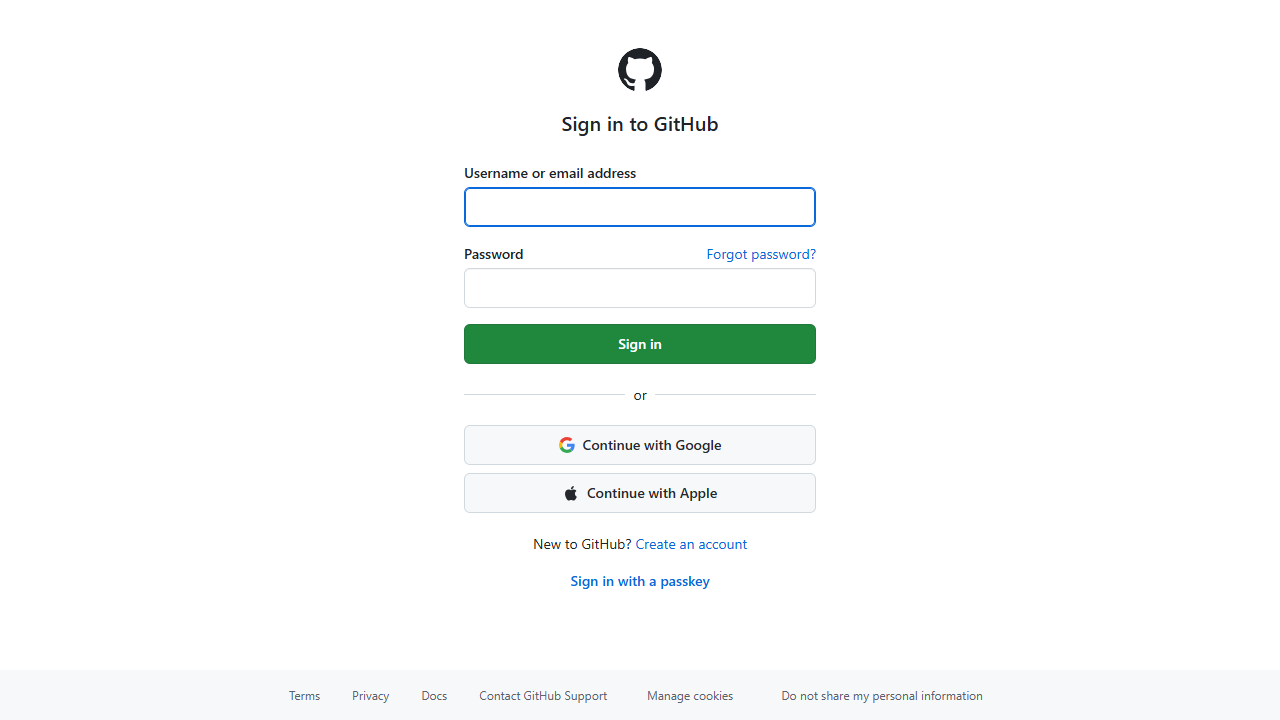 Sign in to GitHub
Username or email address
Password Forgot password?
Sign in
or
Continue with Google
Continue with Apple
New to GitHub? Create an account
Sign in with a passkey
Terms Privacy Docs Contact GitHub Support Manage cookies Do not share my personal information